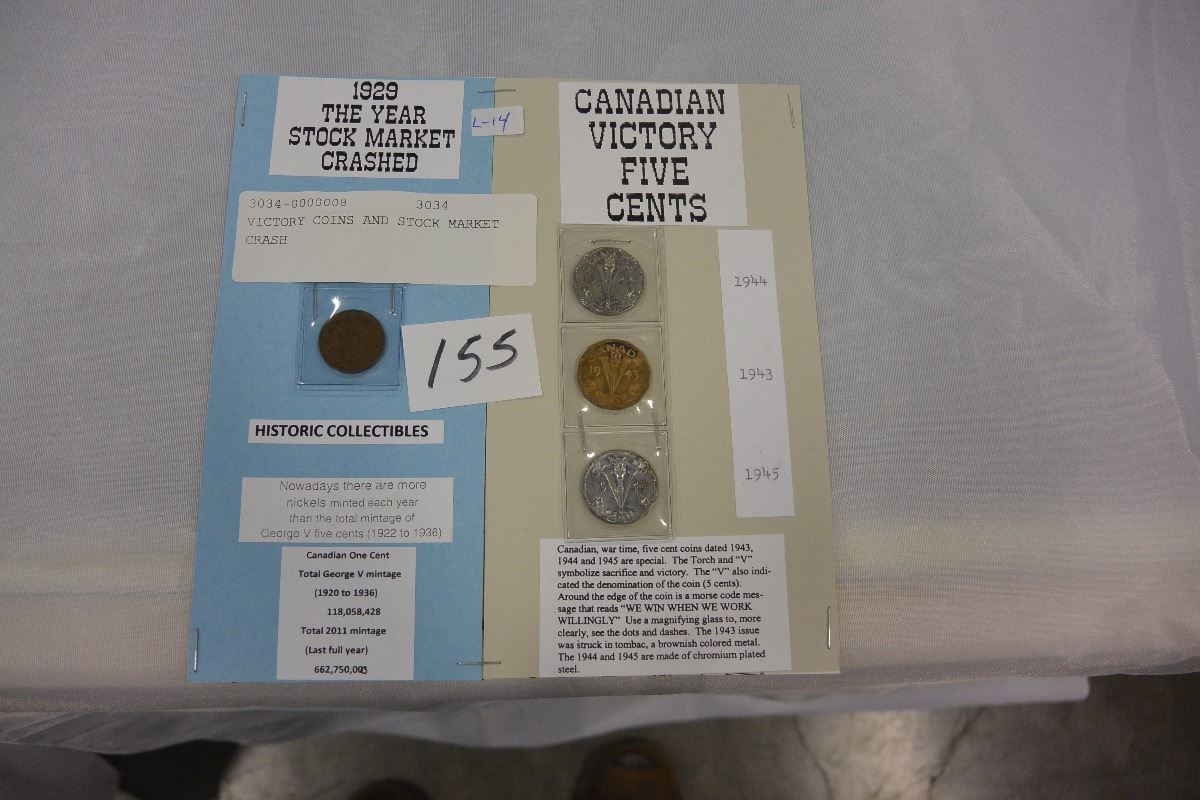 1929
THE YEAR
STOCK MARKET
CRASHED
L-14
3034-0000008 3034
VICTORY COINS AND STOCK MARKET
CRASH
155
HISTORIC COLLECTIBLES
Nowadays there are more
nickels minted each year
than the total mintage of
George V five cents (1922 to 1936)
Canadian One Cent
Total George V mintage
(1920 to 1936)
118,058,428
Total 2011 mintage
(Last full year)
662,750,003
CANADIAN
VICTORY
FIVE
CENTS
1944
1943
1945
CANADA
19 43
Canadian, war time, five cent coins dated 1943,
1944 and 1945 are special. The Torch and "V"
symbolize sacrifice and victory. The "V" also indi-
cated the denomination of the coin (5 cents).
Around the edge of the coin is a morse code mes-
sage that reads "WE WIN WHEN WE WORK
WILLINGLY" Use a magnifying glass to, more
clearly, see the dots and dashes. The 1943 issue
was struck in tombac, a brownish colored metal.
The 1944 and 1945 are made of chromium plated
steel.